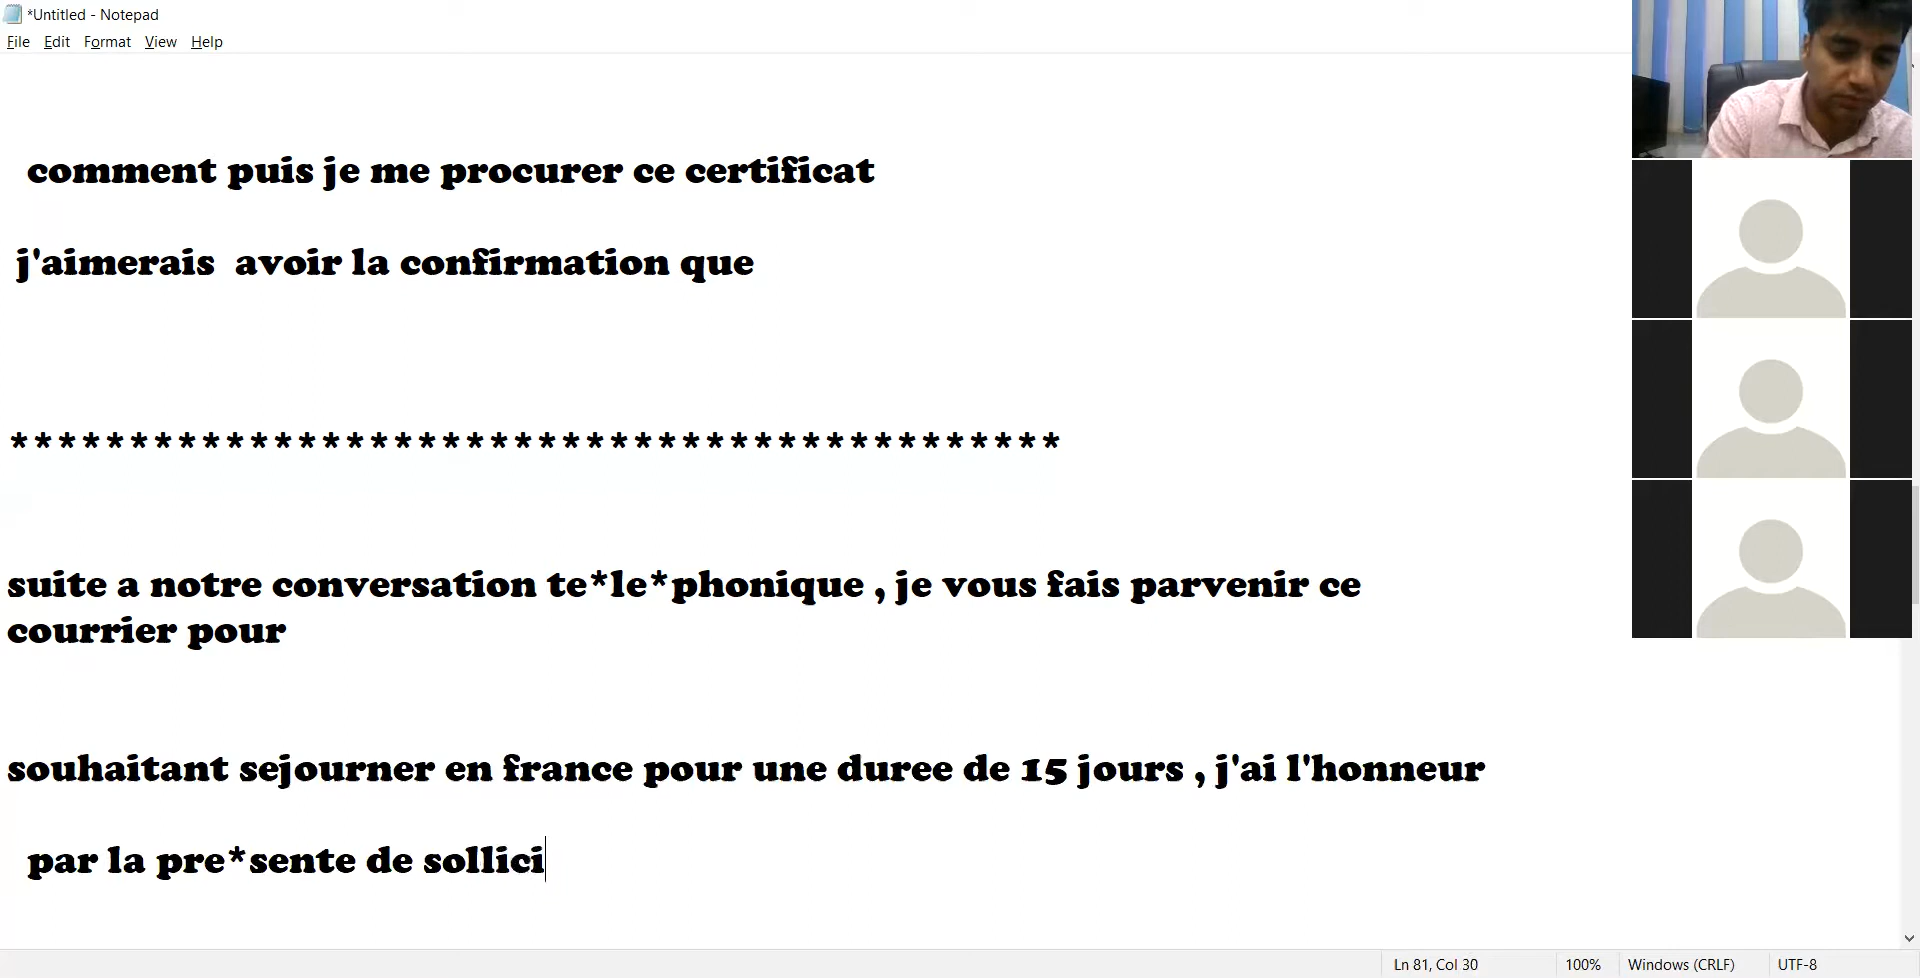 *Untitled - Notepad
File Edit Format View Help
comment puis je me procurer ce certificat
j'aimerais  avoir la confirmation que
********************************************
suite a notre conversation te*le*phonique , je vous fais parvenir ce
courrier pour
souhaitant sejourner en france pour une duree de 15 jours , j'ai l'honneur
par la pre*sente de sollici
Ln 81, Col 30 100% Windows (CRLF) UTF-8